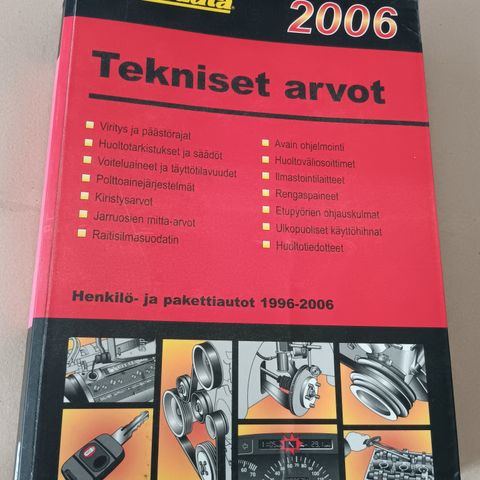 2006
Tekniset arvot
Viritys ja päästörajat
Huoltotarkistukset ja säädöt
Voiteluaineet ja täyttötilavuudet
Polttoainejärjestelmät
Kiristysarvot
Jarruosien mitta-arvot
Raitisilmasuodatin
Avain ohjelmointi
Huoltoväliosoittimet
Ilmastointilaitteet
Rengaspaineet
Etupyörien ohjauskulmat
Ulkopuoliset käyttöhihnat
Huoltotiedotteet
Henkilö- ja pakettiautot 1996-2006